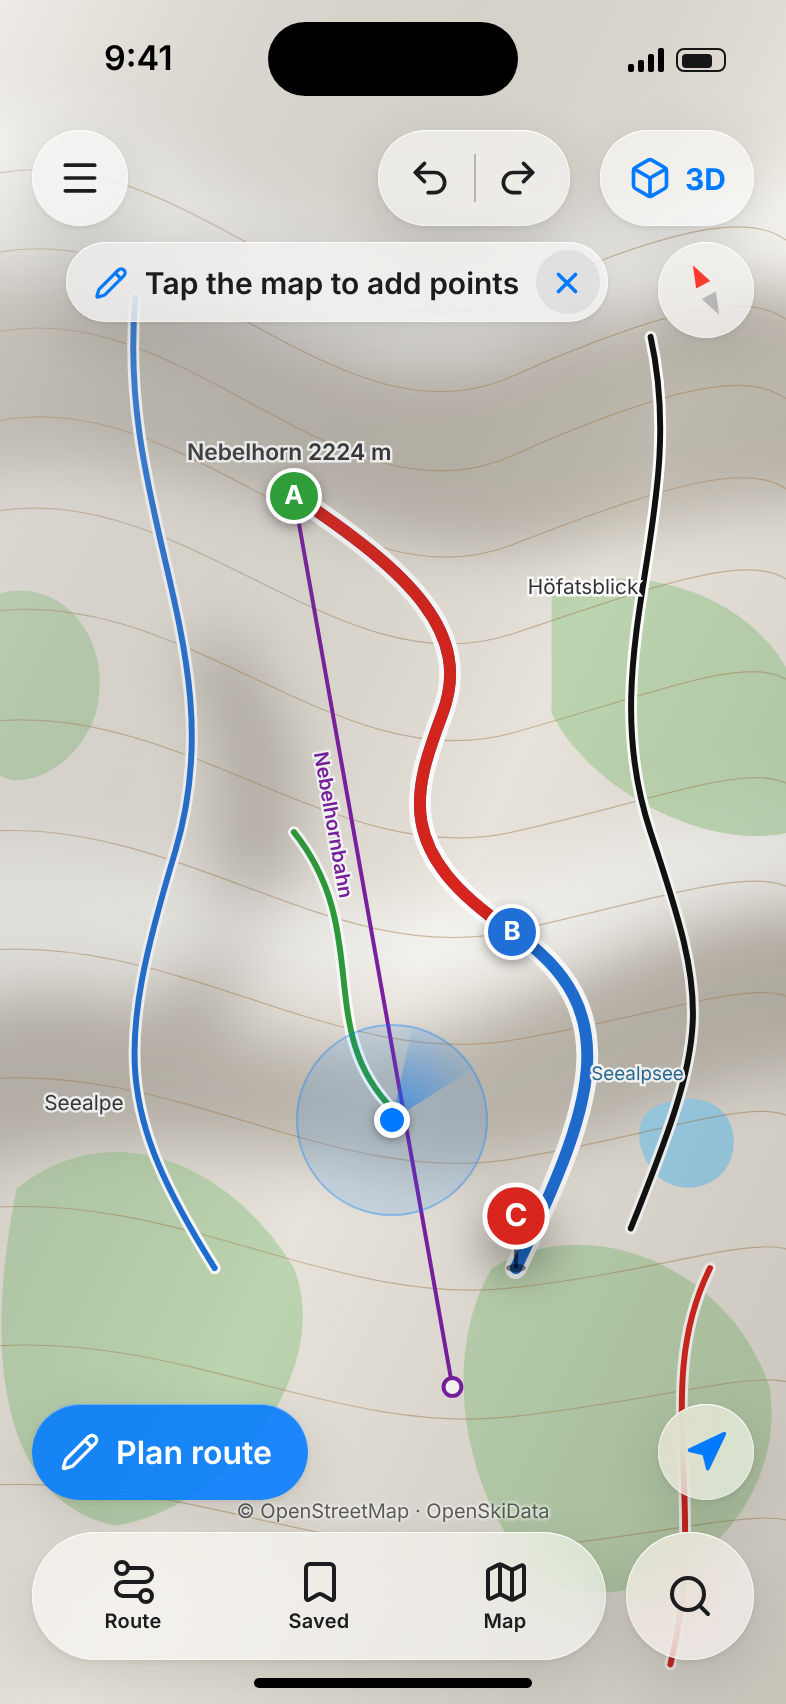 9:41
3D
Tap the map to add points
Nebelhorn 2224 m
A
Höfatsblick
Nebelhornbahn
B
Seealpsee
Seealpe
C
Plan route
© OpenStreetMap · OpenSkiData
Route
Saved
Map